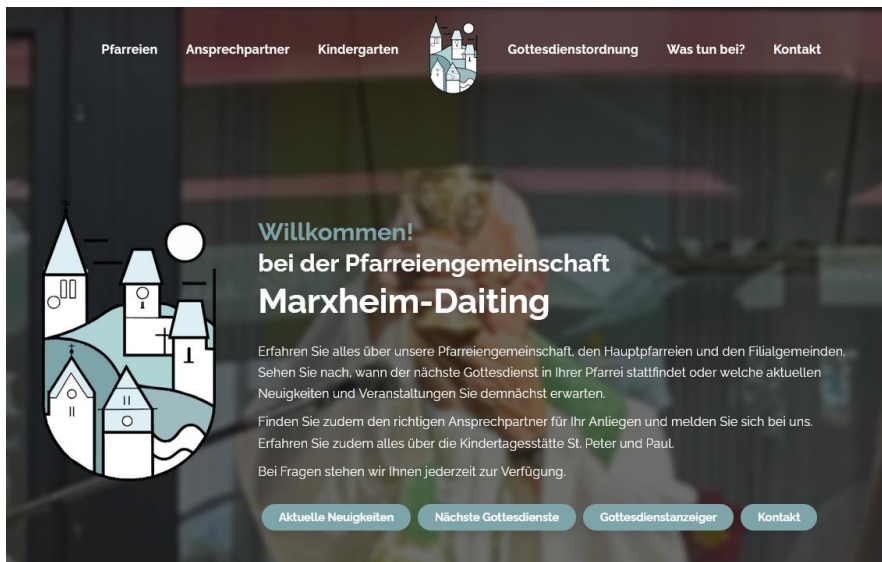 Pfarreien Ansprechpartner Kindergarten Gottesdienstordnung Was tun bei? Kontakt
Willkommen!
bei der Pfarreiengemeinschaft
Marxheim-Daiting
Erfahren Sie alles über unsere Pfarreiengemeinschaft, den Hauptpfarreien und den Filialgemeinden.
Sehen Sie nach, wann der nächste Gottesdienst in Ihrer Pfarrei stattfindet oder welche aktuellen
Neuigkeiten und Veranstaltungen Sie demnächst erwarten.
Finden Sie zudem den richtigen Ansprechpartner für Ihr Anliegen und melden Sie sich bei uns.
Erfahren Sie zudem alles über die Kindertagesstätte St. Peter und Paul.
Bei Fragen stehen wir Ihnen jederzeit zur Verfügung.
Aktuelle Neuigkeiten Nächste Gottesdienste Gottesdienstanzeiger Kontakt